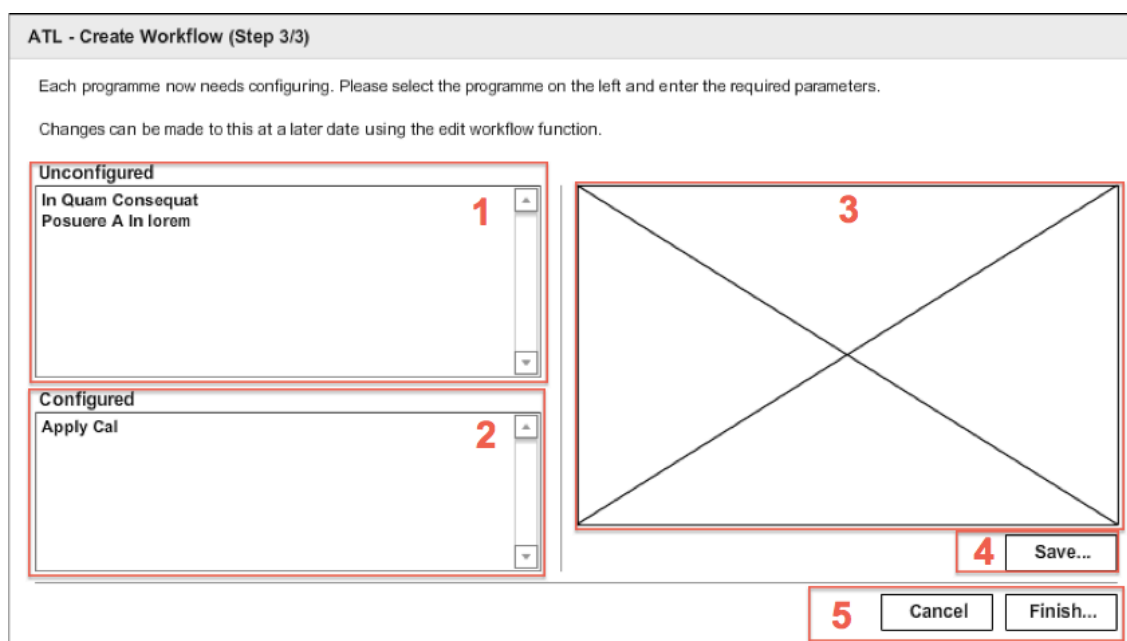 ATL - Create Workflow (Step 3/3)
Each programme now needs configuring. Please select the programme on the left and enter the required parameters.
Changes can be made to this at a later date using the edit workflow function.
Unconfigured
In Quam Consequat
Posuere A In lorem
1
Configured
Apply Cal
2
3
4
Save...
5
Cancel
Finish...